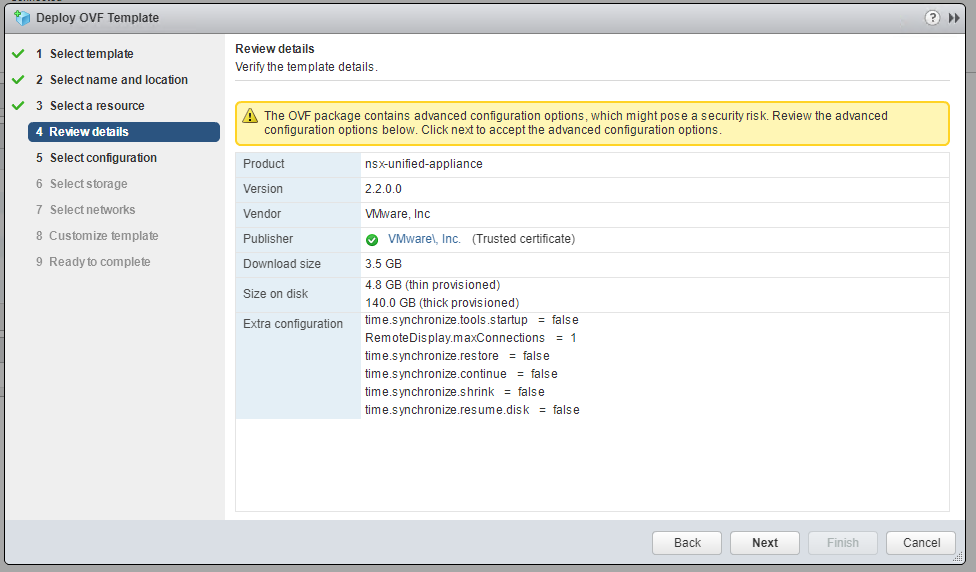 Deploy OVF Template
?
1 Select template
2 Select name and location
3 Select a resource
4 Review details
5 Select configuration
6 Select storage
7 Select networks
8 Customize template
9 Ready to complete
Review details
Verify the template details.
The OVF package contains advanced configuration options, which might pose a security risk. Review the advanced
configuration options below. Click next to accept the advanced configuration options.
Product nsx-unified-appliance
Version 2.2.0.0
Vendor VMware, Inc
Publisher VMware\, Inc. (Trusted certificate)
Download size 3.5 GB
Size on disk 4.8 GB (thin provisioned)
140.0 GB (thick provisioned)
Extra configuration time.synchronize.tools.startup = false
RemoteDisplay.maxConnections = 1
time.synchronize.restore = false
time.synchronize.continue = false
time.synchronize.shrink = false
time.synchronize.resume.disk = false
Back Next Finish Cancel